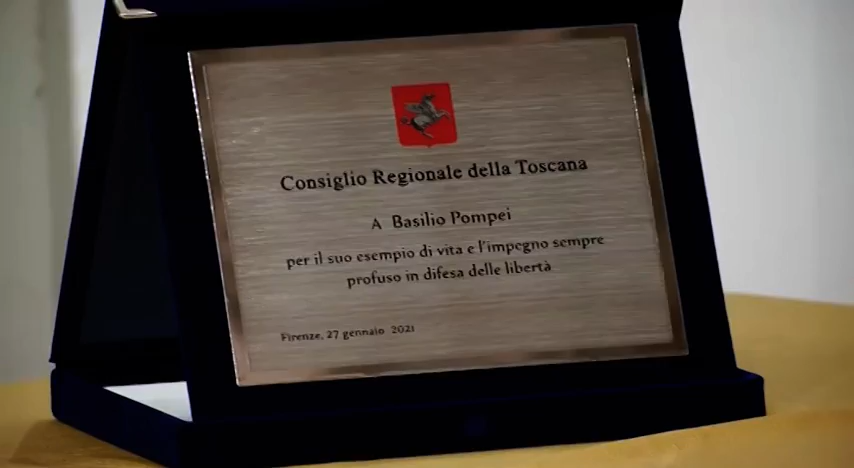 Consiglio Regionale della Toscana
A Basilio Pompei
per il suo esempio di vita e l'impegno sempre
profuso in difesa delle libertà
Firenze, 27 gennaio 2021